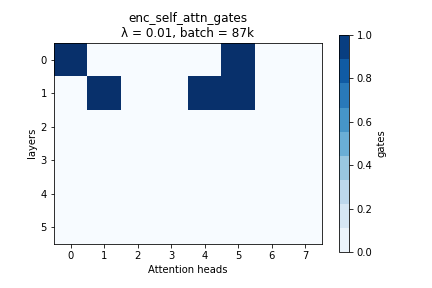 enc_self_attn_gates
λ = 0.01, batch = 87k
layers
0
1
2
3
4
5
0 1 2 3 4 5 6 7
Attention heads
1.0
0.8
0.6
0.4
0.2
0.0
gates